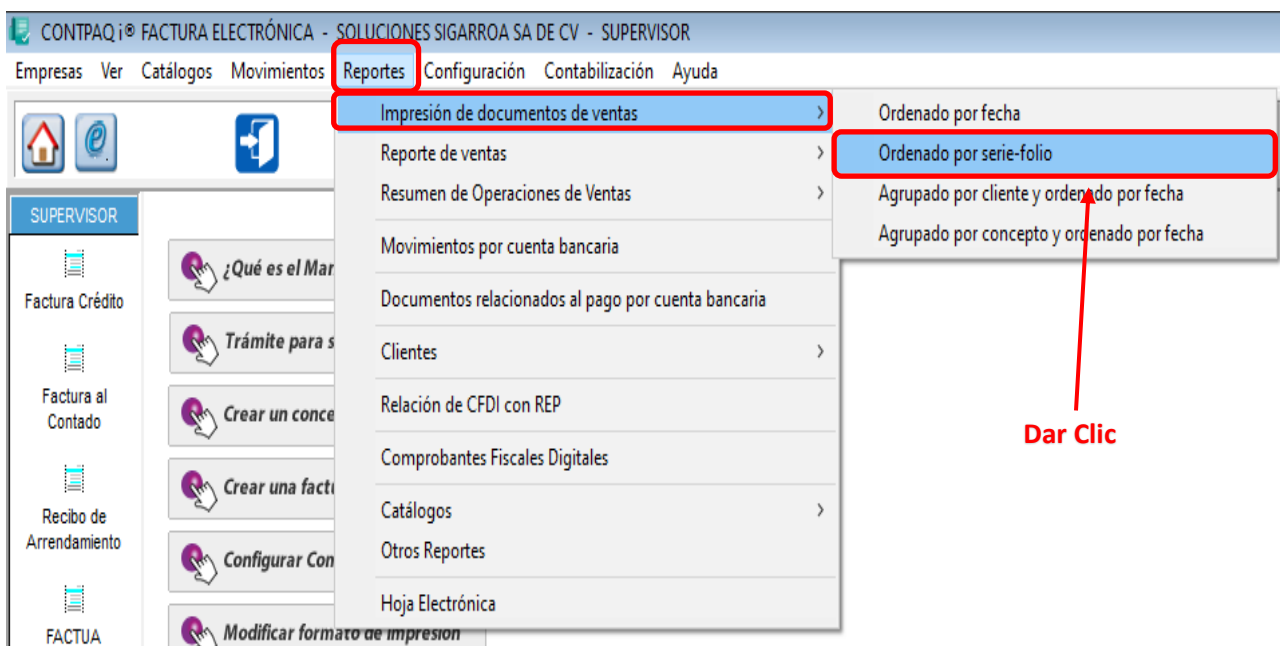 CONTPAQ i® FACTURA ELECTRÓNICA - SOLUCIONES SIGARROA SA DE CV - SUPERVISOR
Empresas Ver Catálogos Movimientos Reportes Configuración Contabilización Ayuda
Impresión de documentos de ventas
Reporte de ventas
Resumen de Operaciones de Ventas
Movimientos por cuenta bancaria
Documentos relacionados al pago por cuenta bancaria
Clientes
Relación de CFDI con REP
Comprobantes Fiscales Digitales
Catálogos
Otros Reportes
Hoja Electrónica
Ordenado por fecha
Ordenado por serie-folio
Agrupado por cliente y ordenado por fecha
Agrupado por concepto y ordenado por fecha
Dar Clic
SUPERVISOR
Factura Crédito
Factura al
Contado
Recibo de
Arrendamiento
FACTUA
¿Qué es el Mar
Trámite para s
Crear un conce
Crear una factu
Configurar Con
Modificar formato de impresión